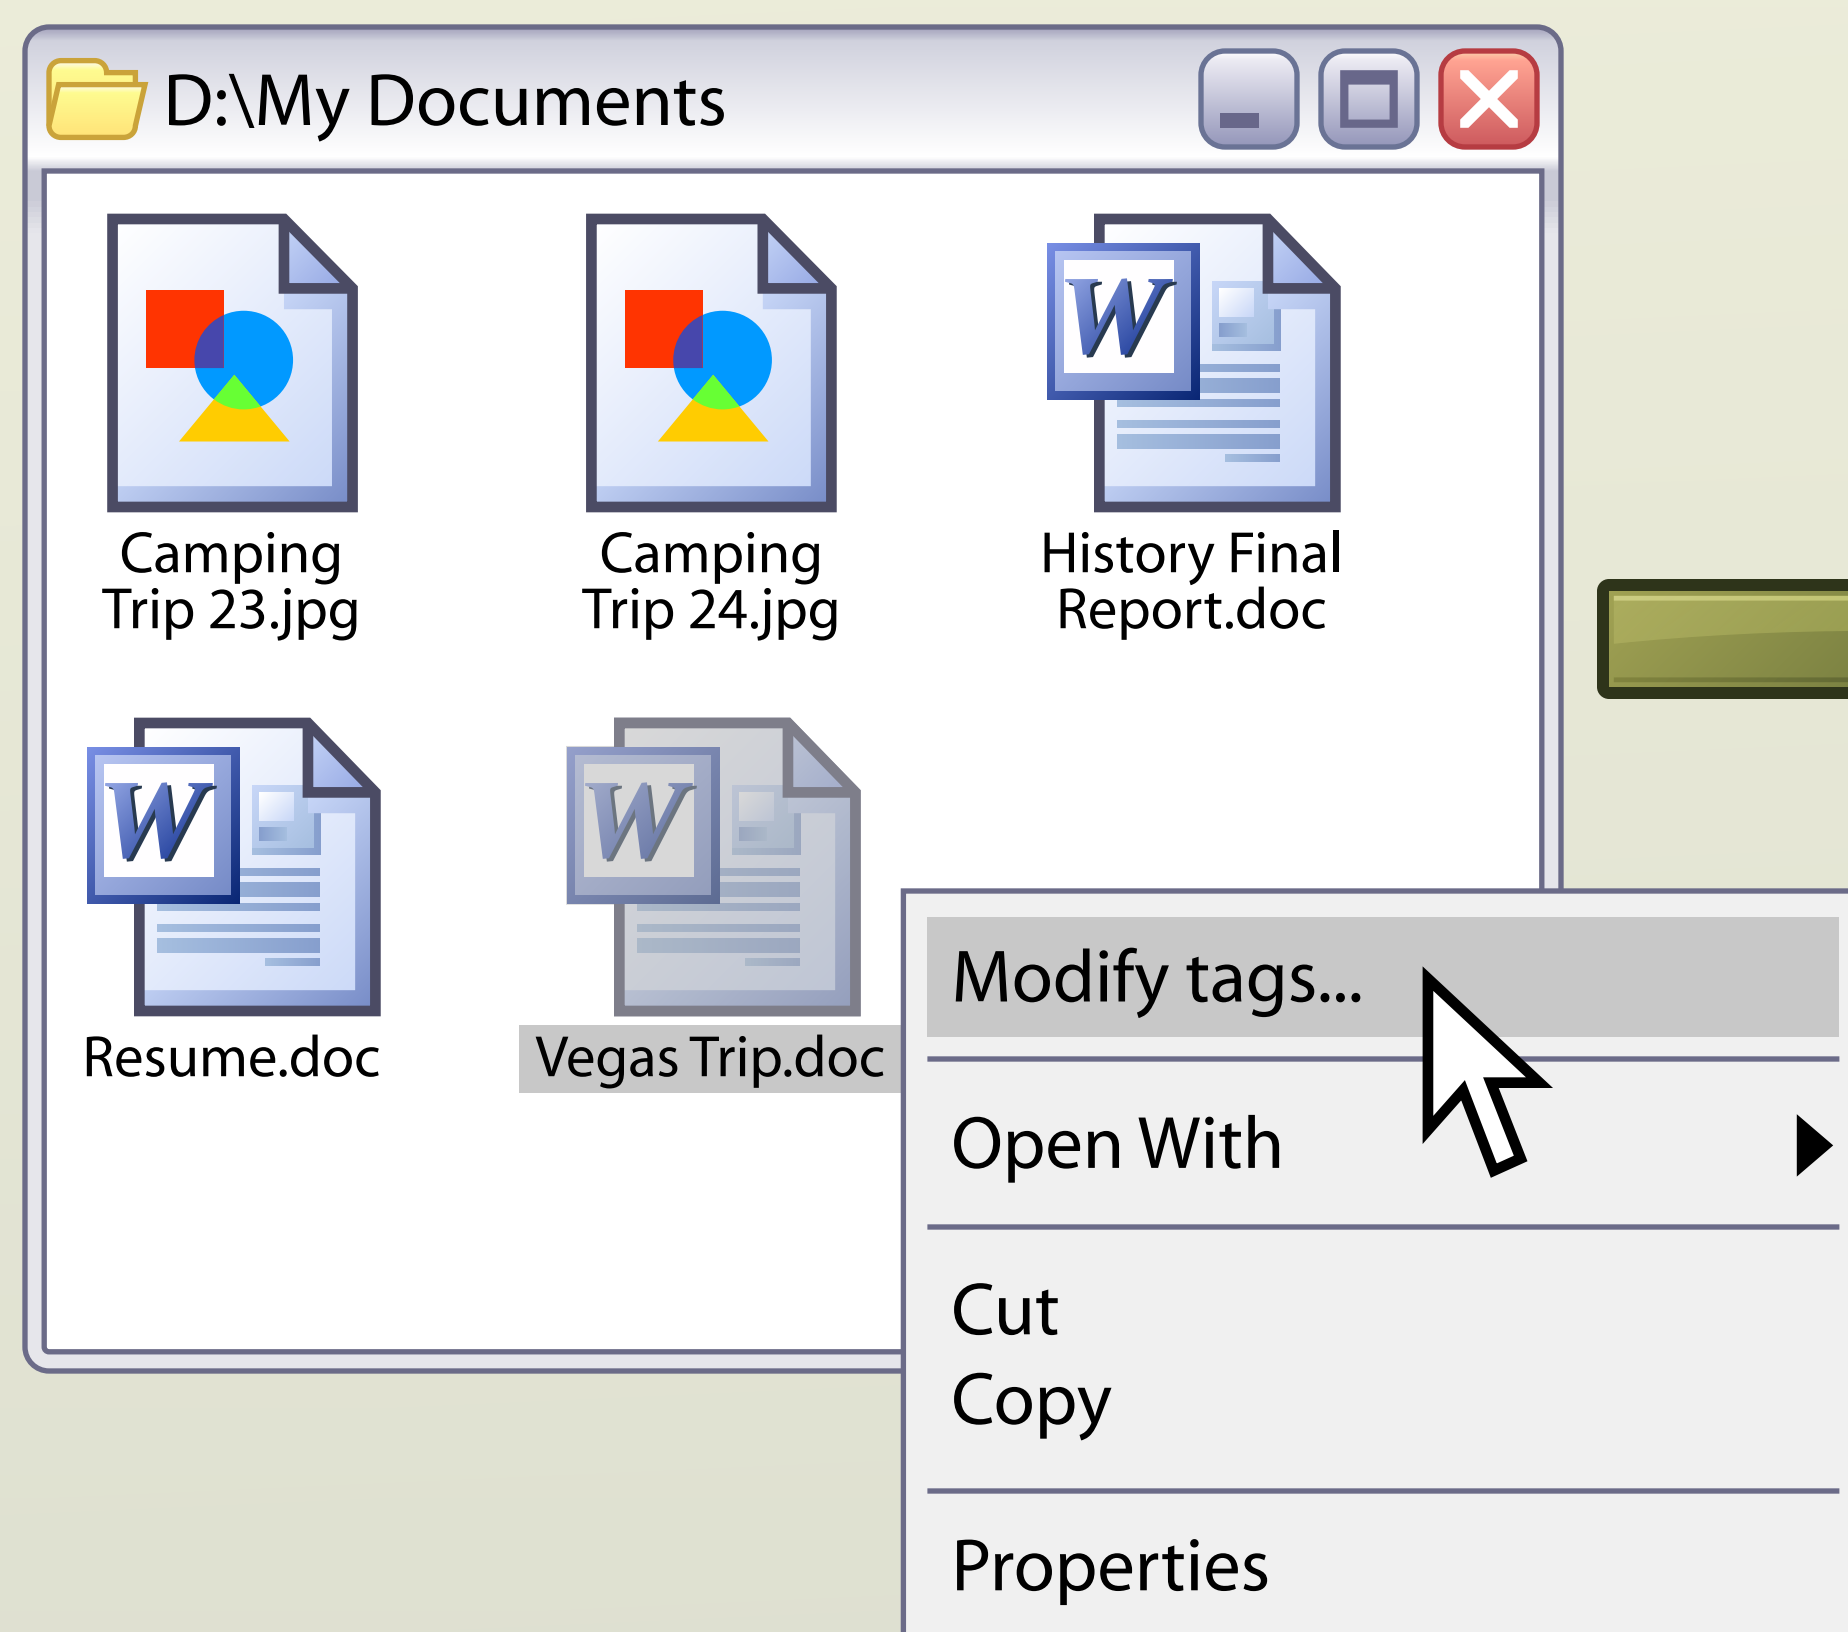 D:\My Documents
Camping
Trip 23.jpg
Camping
Trip 24.jpg
W
History Final
Report.doc
W
Resume.doc
W
Vegas Trip.doc
Modify tags...
Open With
Cut
Copy
Properties